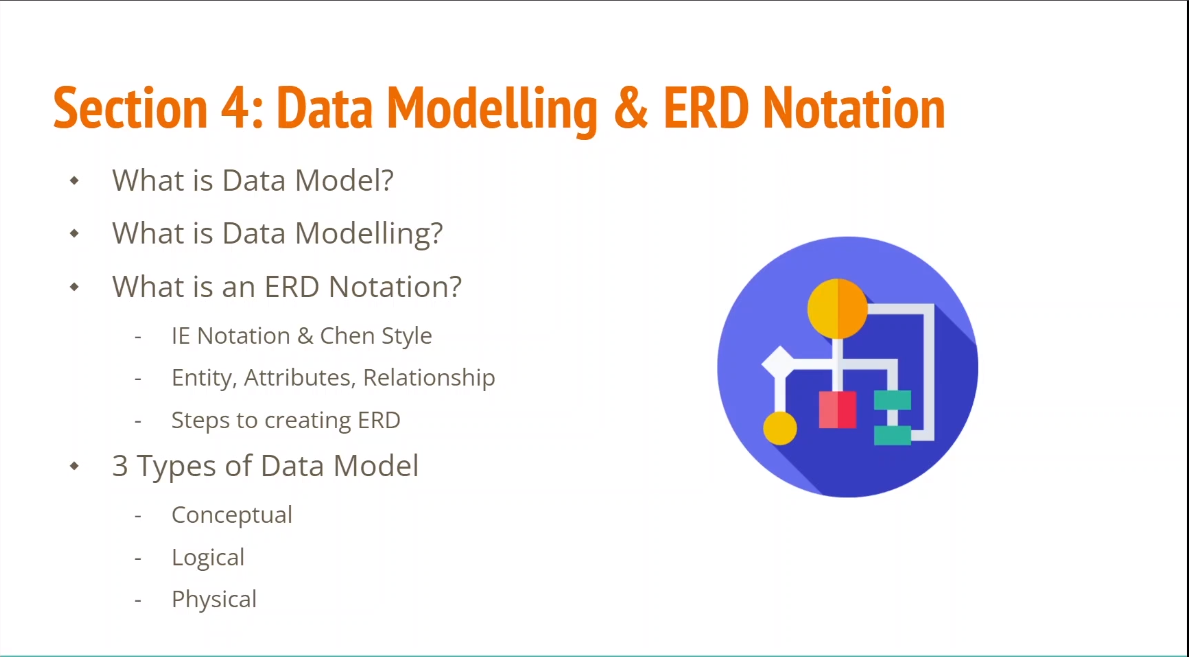 Section 4: Data Modelling & ERD Notation
What is Data Model?
What is Data Modelling?
What is an ERD Notation?
- IE Notation & Chen Style
- Entity, Attributes, Relationship
- Steps to creating ERD
3 Types of Data Model
- Conceptual
- Logical
- Physical